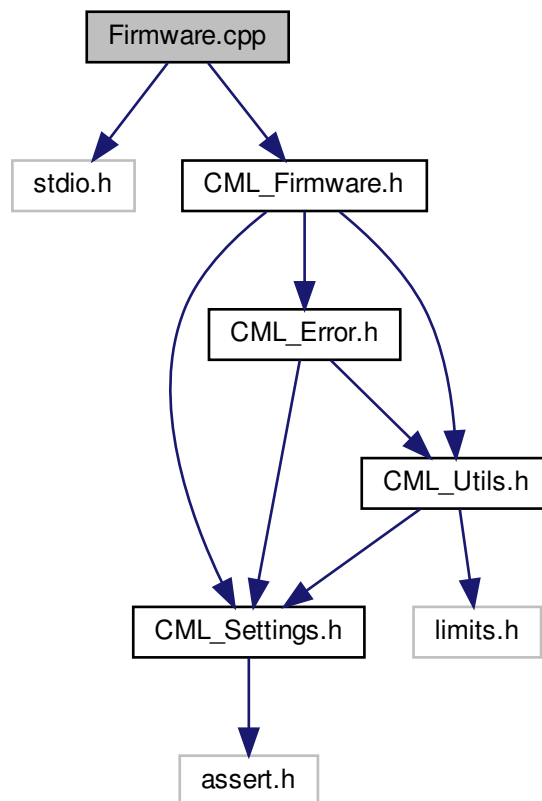 Firmware.cpp
stdio.h
CML_Firmware.h
CML_Error.h
CML_Utils.h
CML_Settings.h
limits.h
assert.h